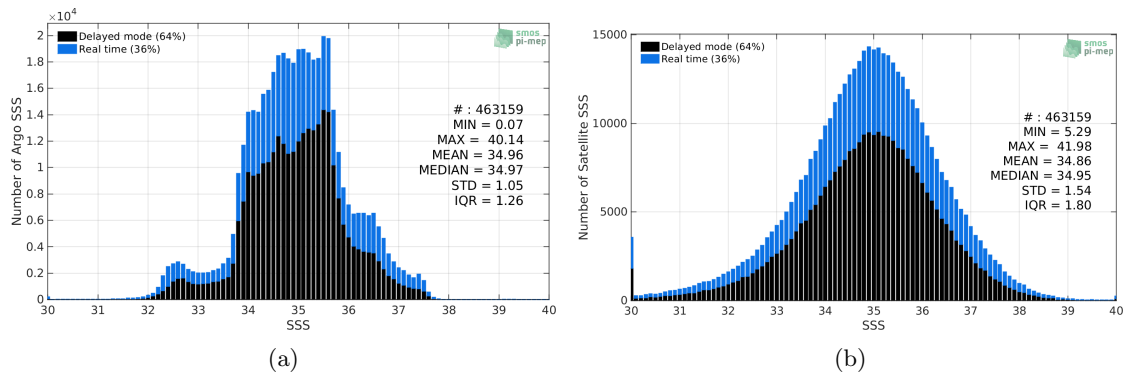 ×10⁴
Delayed mode (64%)
Real time (36%)
smos
pi-mep
# : 463159
MIN = 0.07
MAX = 40.14
MEAN = 34.96
MEDIAN = 34.97
STD = 1.05
IQR = 1.26
Number of Argo SSS
2
1.8
1.6
1.4
1.2
1
0.8
0.6
0.4
0.2
0
30 31 32 33 34 35 36 37 38 39 40
SSS
(a)
Delayed mode (64%)
Real time (36%)
smos
pi-mep
# : 463159
MIN = 5.29
MAX = 41.98
MEAN = 34.86
MEDIAN = 34.95
STD = 1.54
IQR = 1.80
Number of Satellite SSS
15000
10000
5000
0
30 31 32 33 34 35 36 37 38 39 40
SSS
(b)